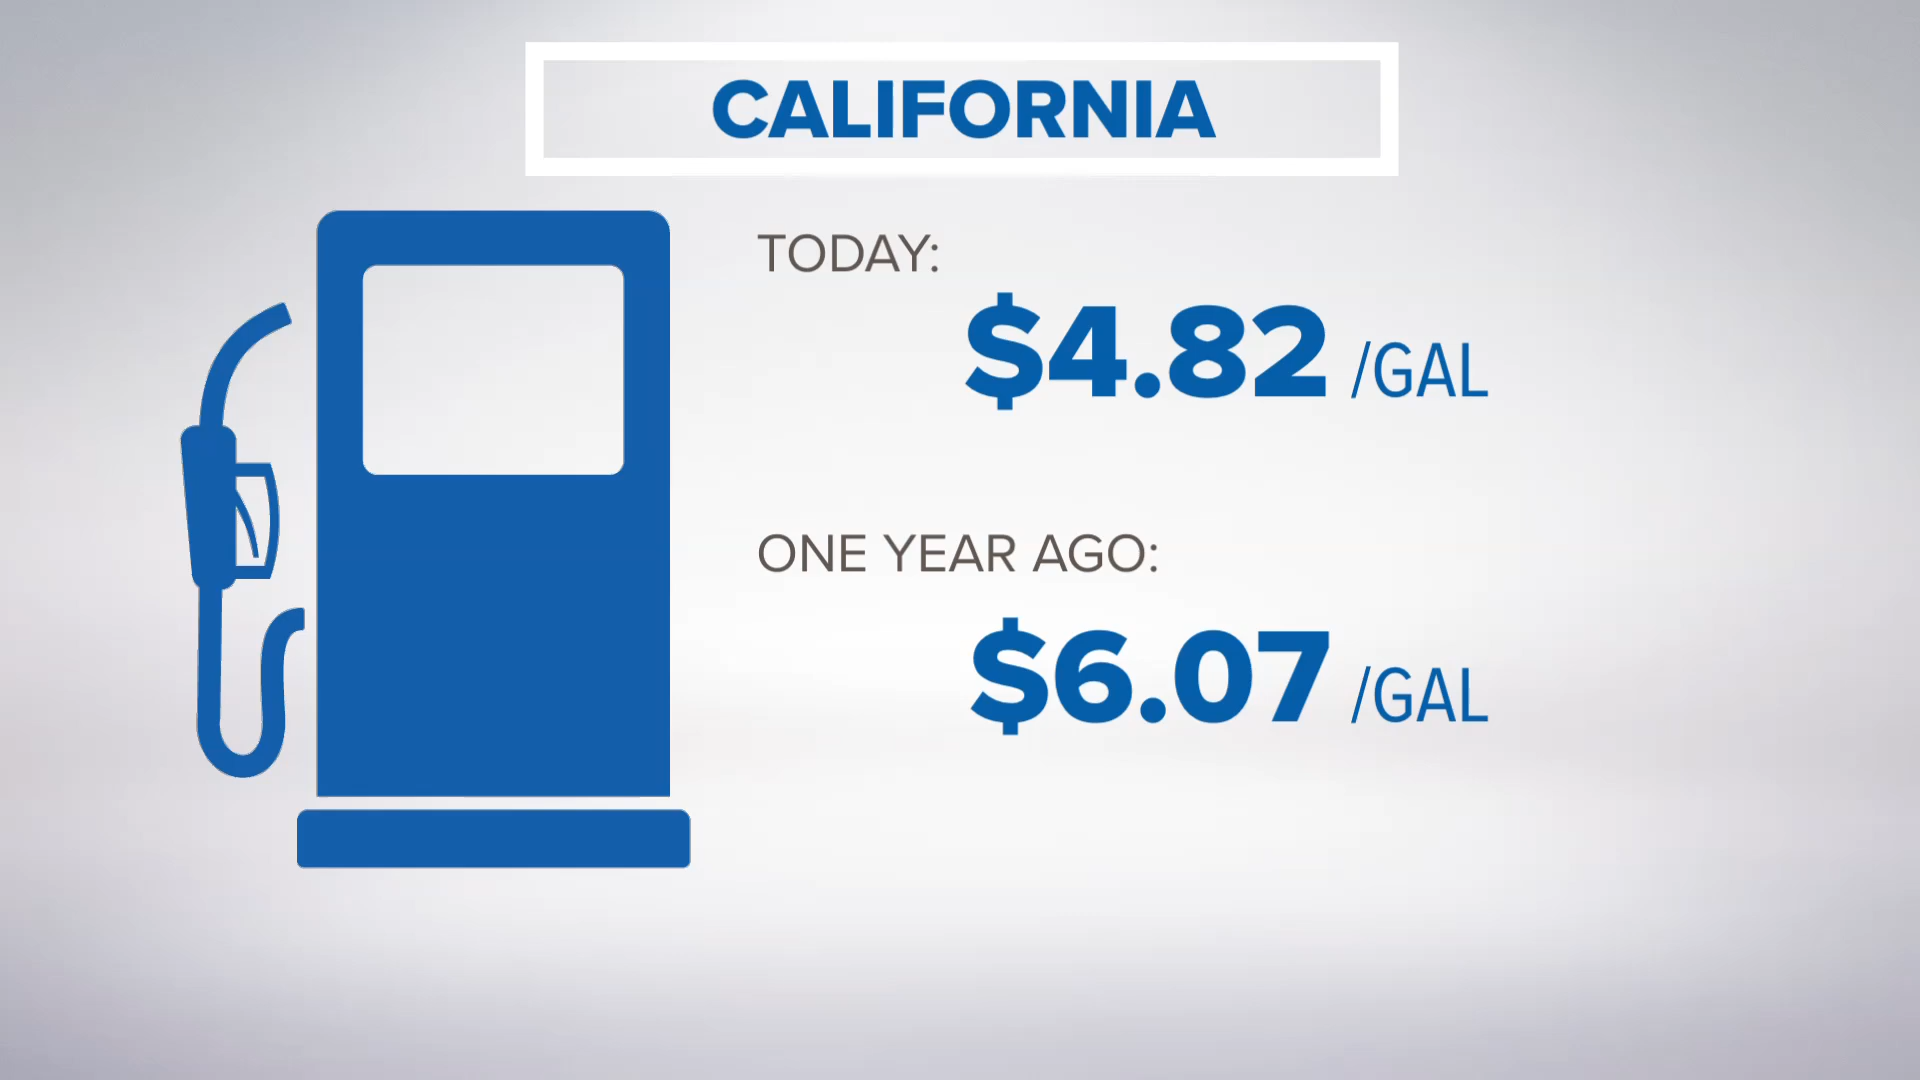 CALIFORNIA
TODAY:
$4.82 /GAL
ONE YEAR AGO:
$6.07 /GAL